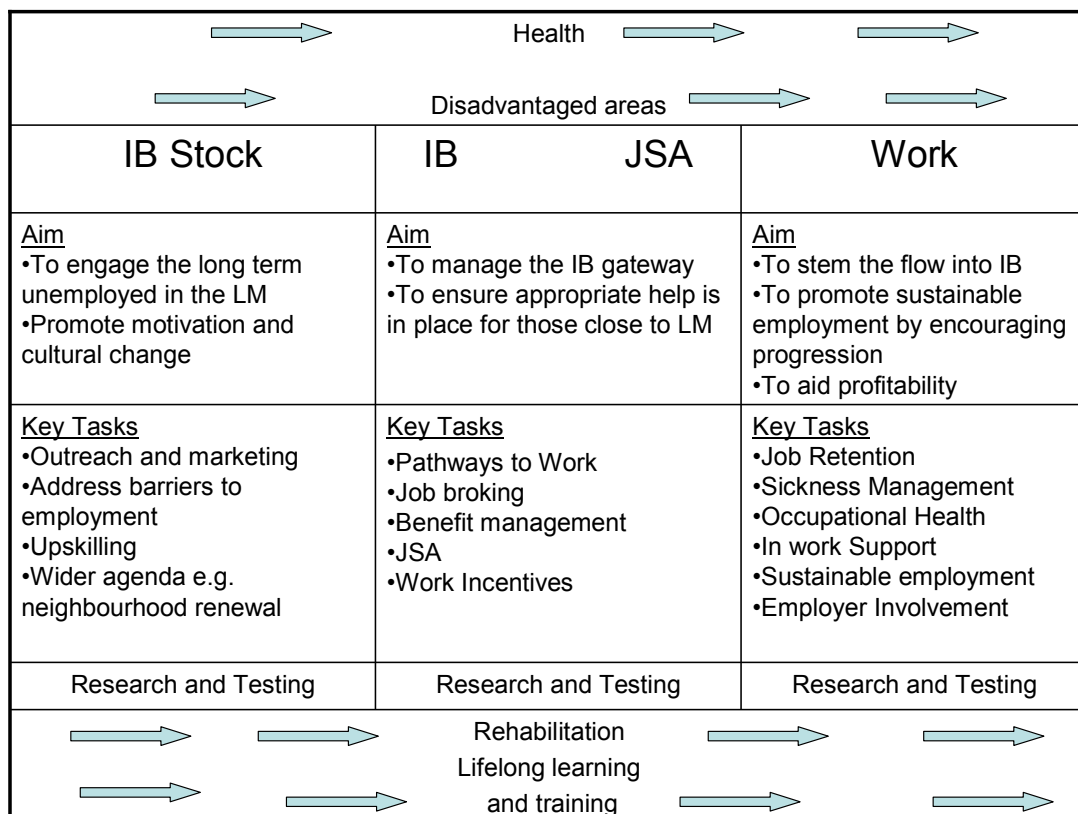 Health
Disadvantaged areas
IB Stock
IB JSA
Work
Aim
•To engage the long term
unemployed in the LM
•Promote motivation and
cultural change
Aim
•To manage the IB gateway
•To ensure appropriate help is
in place for those close to LM
Aim
•To stem the flow into IB
•To promote sustainable
employment by encouraging
progression
•To aid profitability
Key Tasks
•Outreach and marketing
•Address barriers to
employment
•Upskilling
•Wider agenda e.g.
neighbourhood renewal
Key Tasks
•Pathways to Work
•Job broking
•Benefit management
•JSA
•Work Incentives
Key Tasks
•Job Retention
•Sickness Management
•Occupational Health
•In work Support
•Sustainable employment
•Employer Involvement
Research and Testing
Research and Testing
Research and Testing
Rehabilitation
Lifelong learning
and training